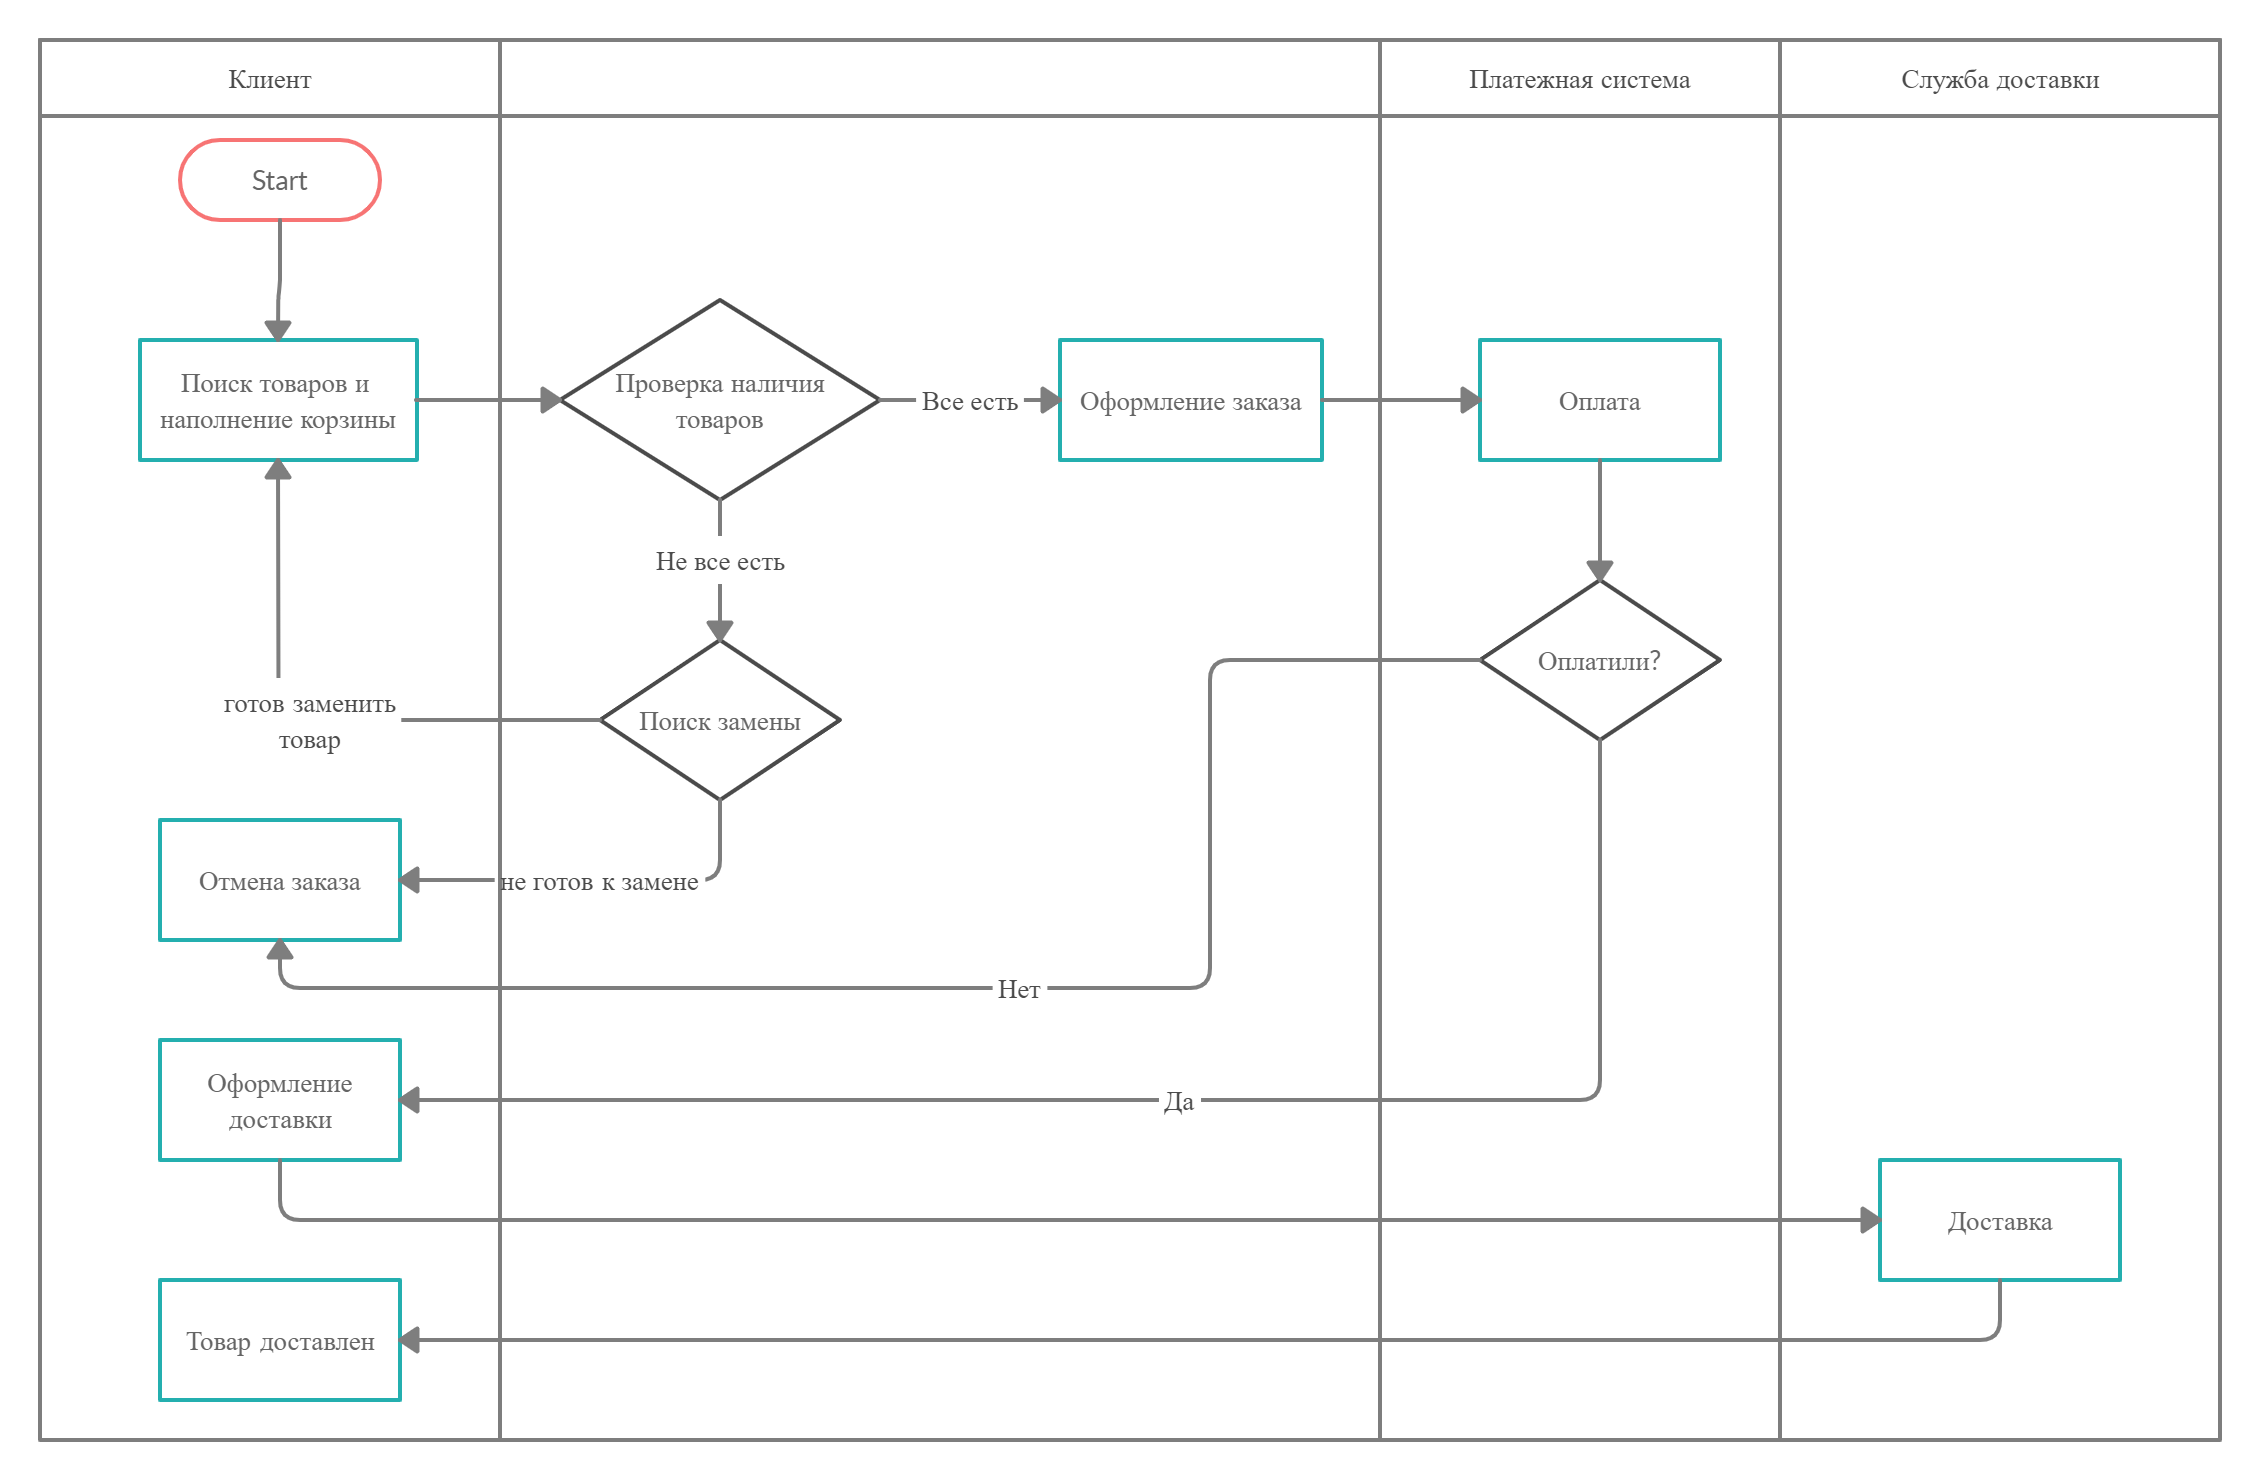 Клиент
Платежная система
Служба доставки
Start
Поиск товаров и
наполнение корзины
Проверка наличия
товаров
Все есть
Оформление заказа
Оплата
Не все есть
Оплатили?
готов заменить
товар
Поиск замены
Отмена заказа
не готов к замене
Нет
Оформление
доставки
Да
Доставка
Товар доставлен